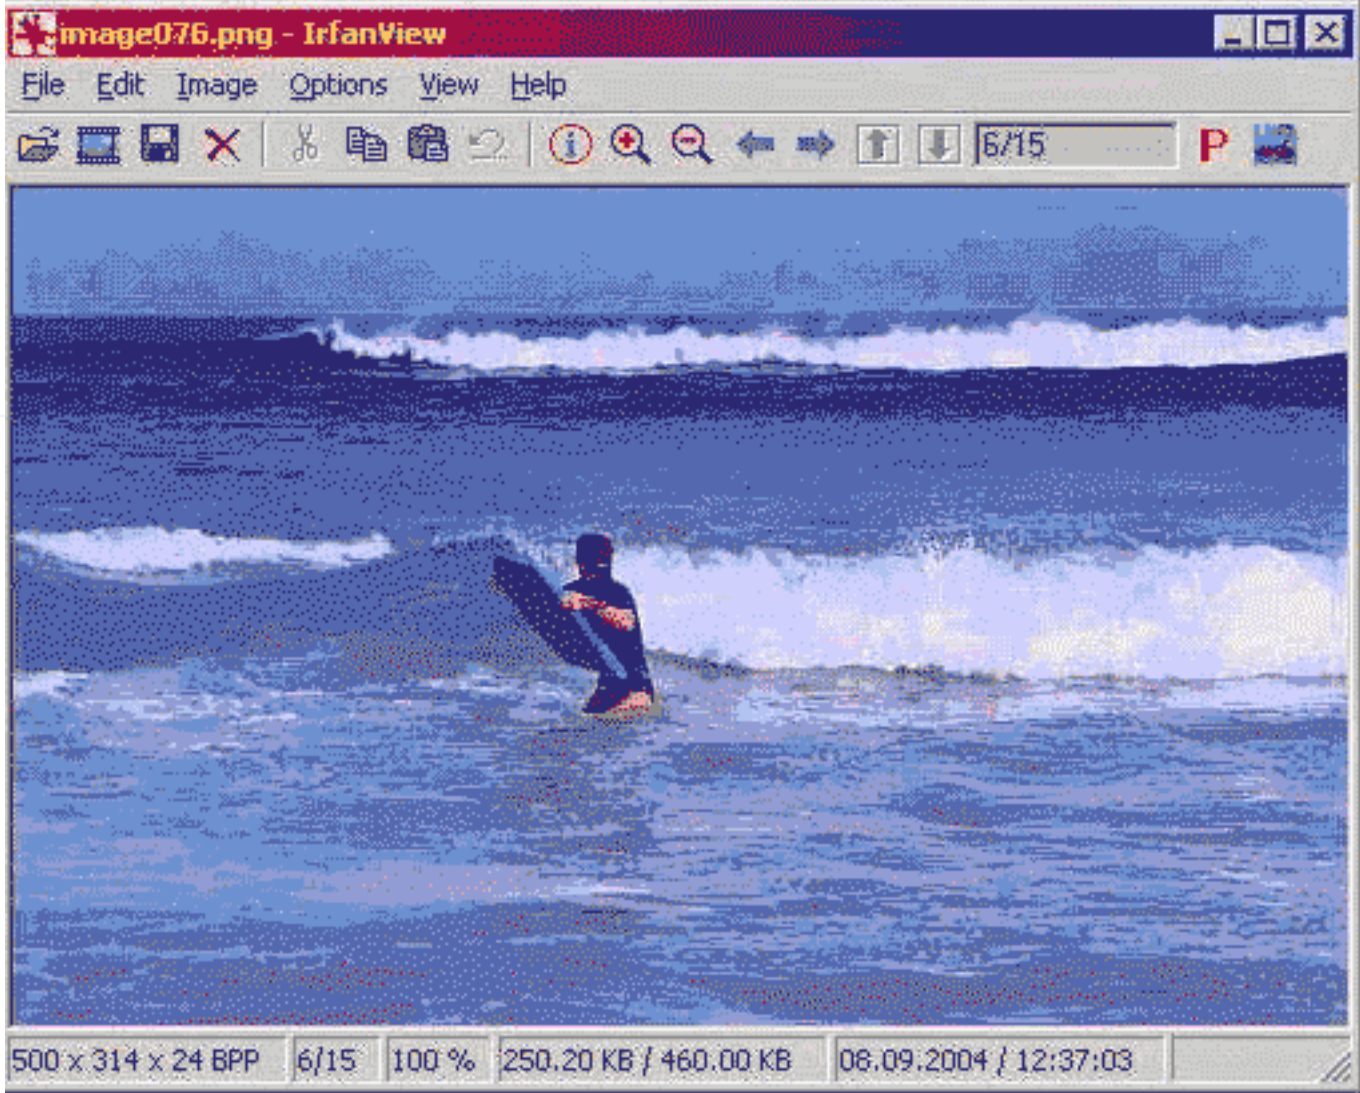 image076.png - IrfanView
File Edit Image Options View Help
6/15 P
500 x 314 x 24 BPP 6/15 100 % 250.20 KB / 460.00 KB 08.09.2004 / 12:37:03